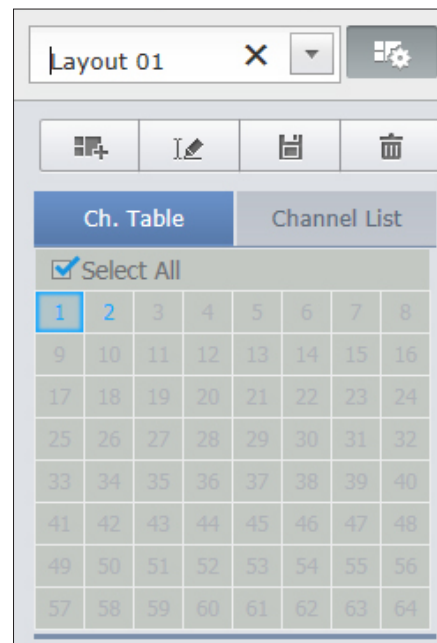 Layout 01
Ch. Table Channel List
Select All
1 2 3 4 5 6 7 8
9 10 11 12 13 14 15 16
17 18 19 20 21 22 23 24
25 26 27 28 29 30 31 32
33 34 35 36 37 38 39 40
41 42 43 44 45 46 47 48
49 50 51 52 53 54 55 56
57 58 59 60 61 62 63 64